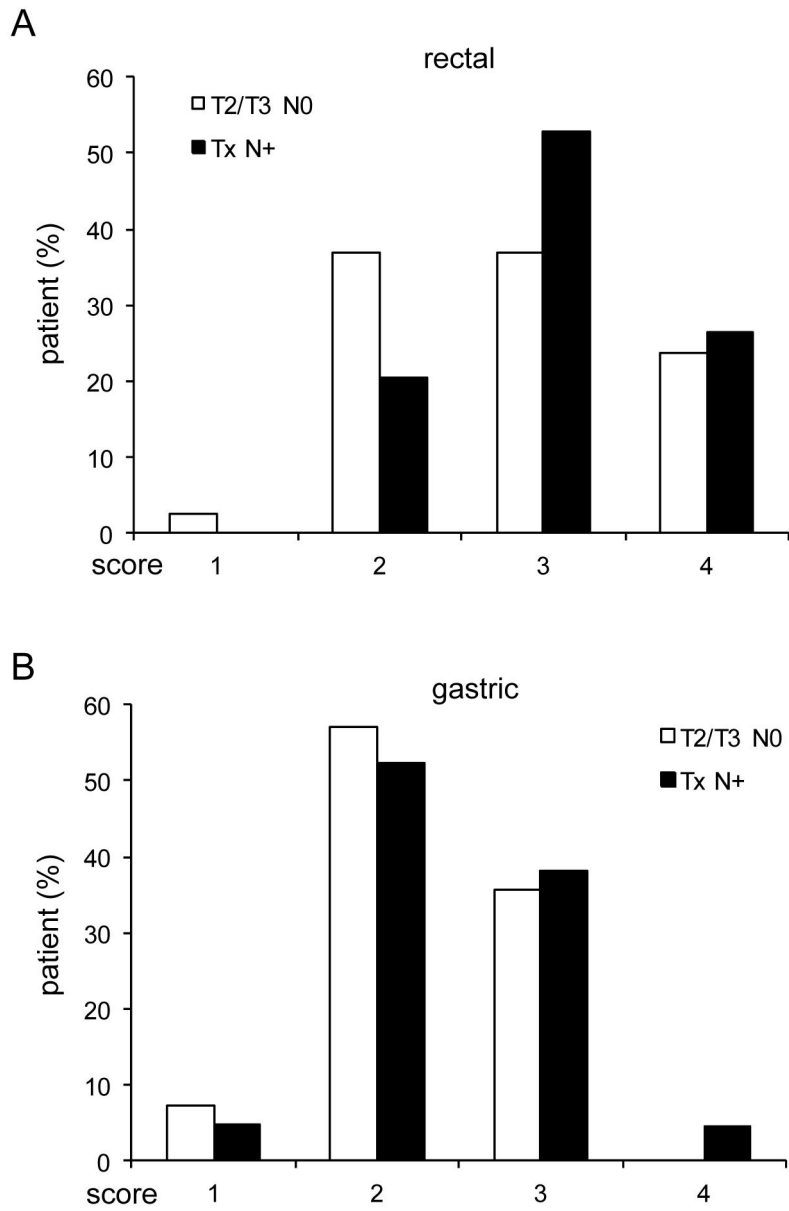 A
rectal
60
50
40
30
20
10
0
patient (%)
T2/T3 N0
Tx N+
score 1 2 3 4
B
gastric
60
50
40
30
20
10
0
patient (%)
T2/T3 N0
Tx N+
score 1 2 3 4